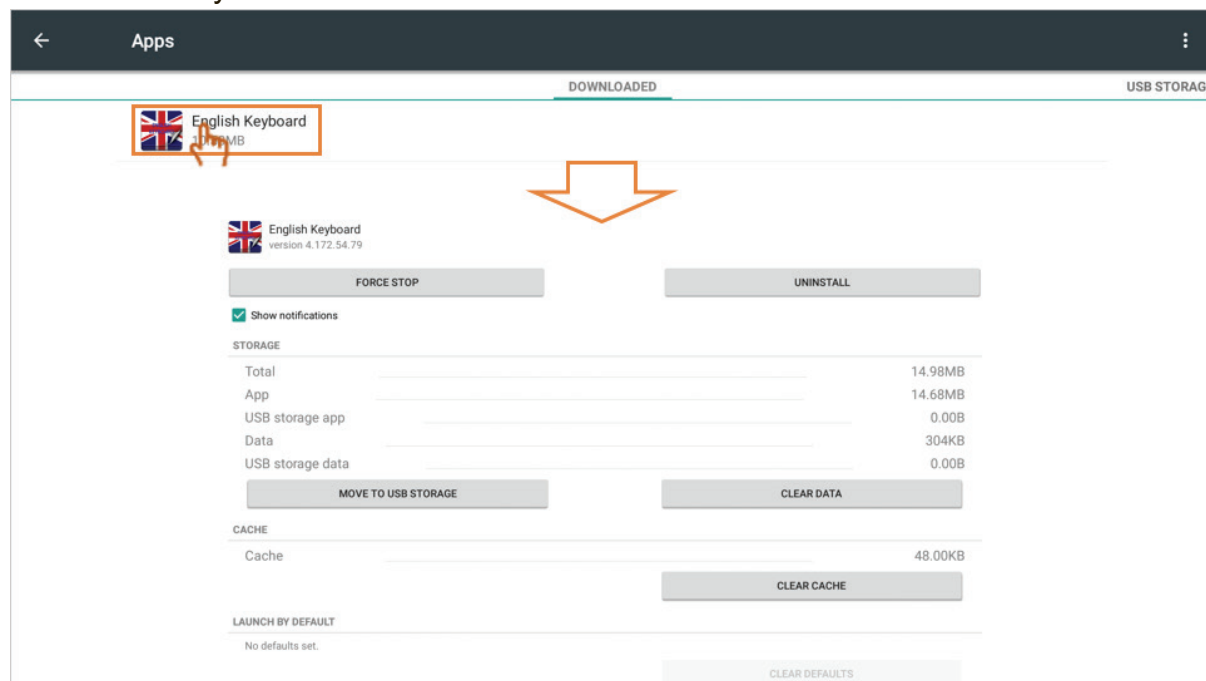 Apps
DOWNLOADED USB STORAG
English Keyboard
MB
English Keyboard
version 4.172.54.79
FORCE STOP UNINSTALL
Show notifications
STORAGE
Total 14.98MB
App 14.68MB
USB storage app 0.00B
Data 304KB
USB storage data 0.00B
MOVE TO USB STORAGE CLEAR DATA
CACHE
Cache 48.00KB
CLEAR CACHE
LAUNCH BY DEFAULT
No defaults set.
CLEAR DEFAULTS